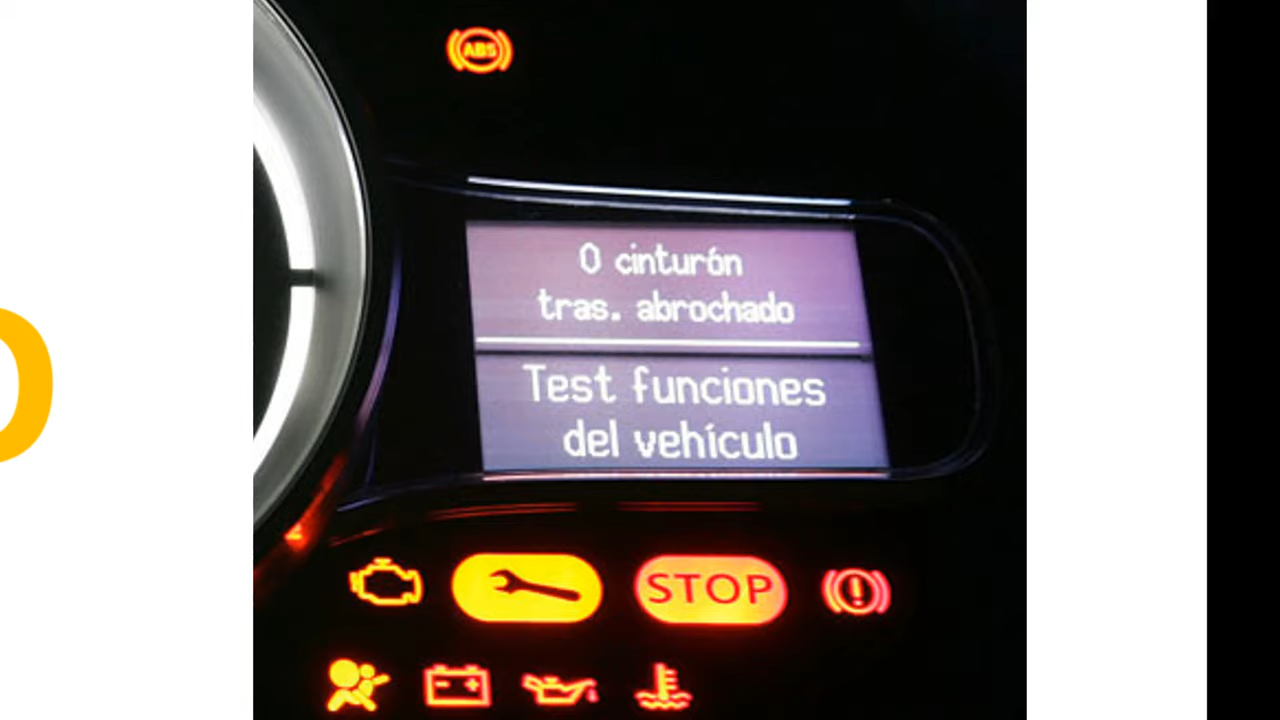 ABS
0 cinturón
tras. abrochado
Test funciones
del vehículo
STOP